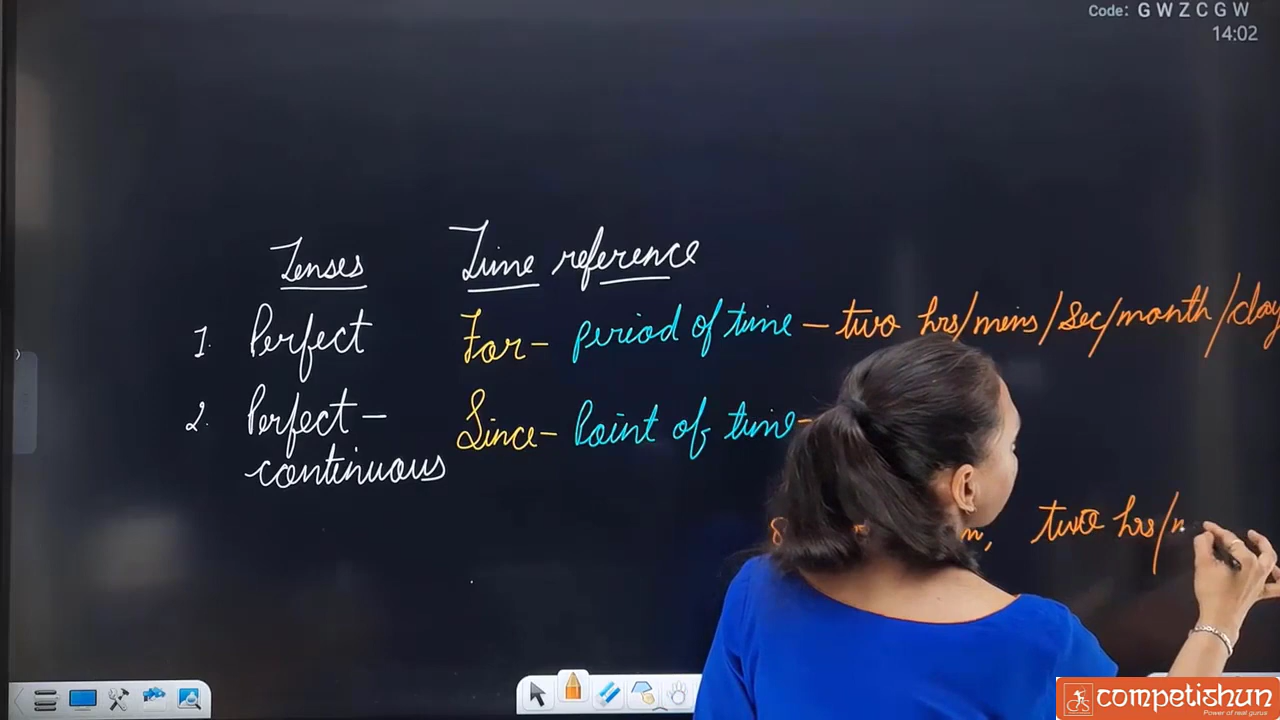 Code: G W Z C G W
14:02
Tenses Time reference
1. Perfect For- Period of time - two hrs/mins/sec/month/day
2. Perfect - Since- Point of time -
continuous
two hrs/
competishun
Power of real gurus